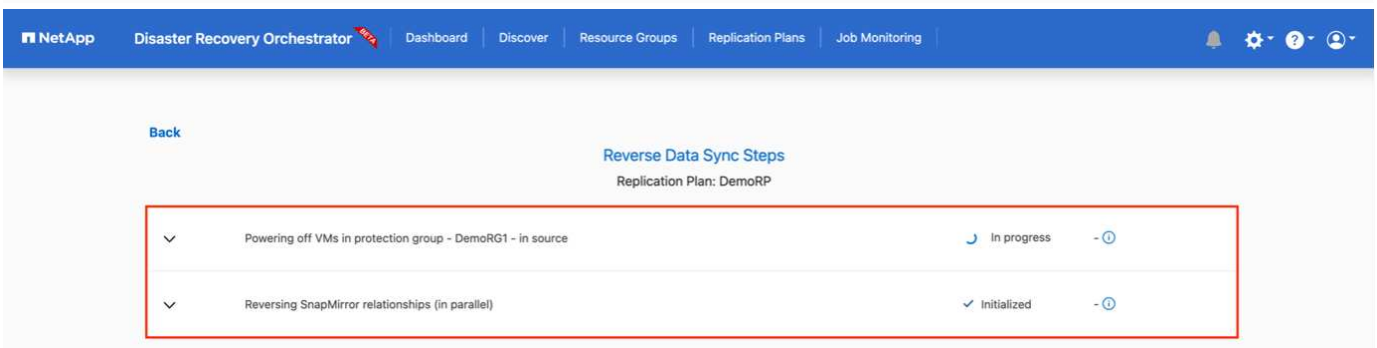 NetApp Disaster Recovery Orchestrator BETA Dashboard Discover Resource Groups Replication Plans Job Monitoring
Back
Reverse Data Sync Steps
Replication Plan: DemoRP
Powering off VMs in protection group - DemoRG1 - in source In progress -
Reversing SnapMirror relationships (in parallel) Initialized -